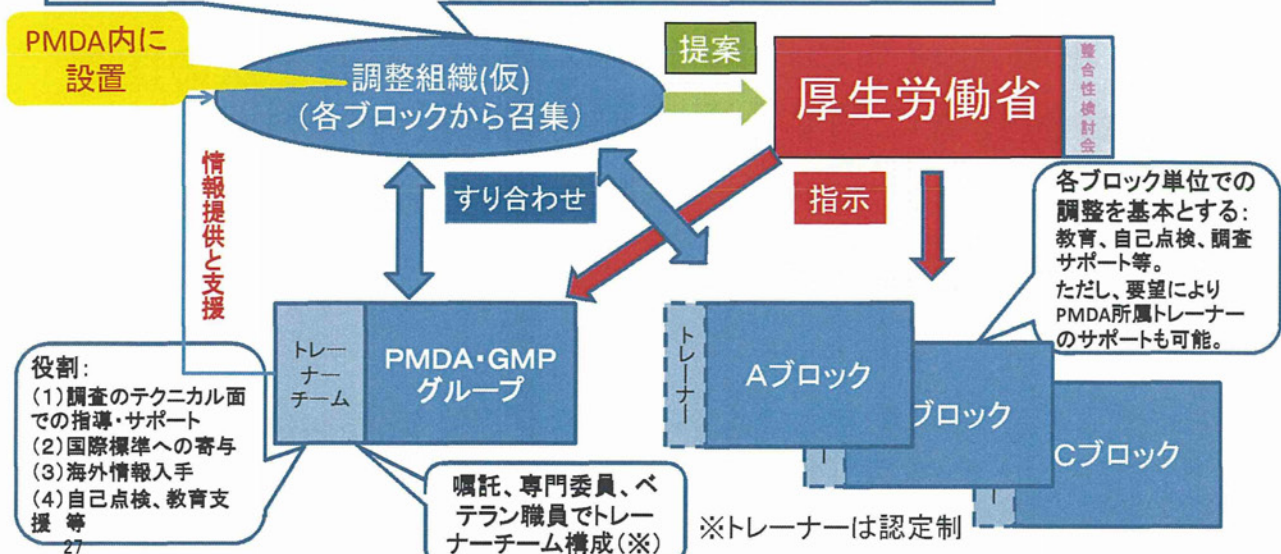 PMDA内に
設置
調整組織(仮)
(各ブロックから召集)
提案
厚生労働省
整合性検討会
情報提供と支援
すり合わせ
指示
各ブロック単位での
調整を基本とする:
教育、自己点検、調査
サポート等。
ただし、要望により
PMDA所属トレーナー
のサポートも可能。
トレー
ナー
チーム
PMDA・GMP
グループ
トレーナー
Aブロック
ブロック
Cブロック
役割:
(1)調査のテクニカル面
での指導・サポート
(2)国際標準への寄与
(3)海外情報入手
(4)自己点検、教育支
援 等
27
嘱託、専門委員、ベ
テラン職員でトレー
ナーチーム構成(※)
※トレーナーは認定制